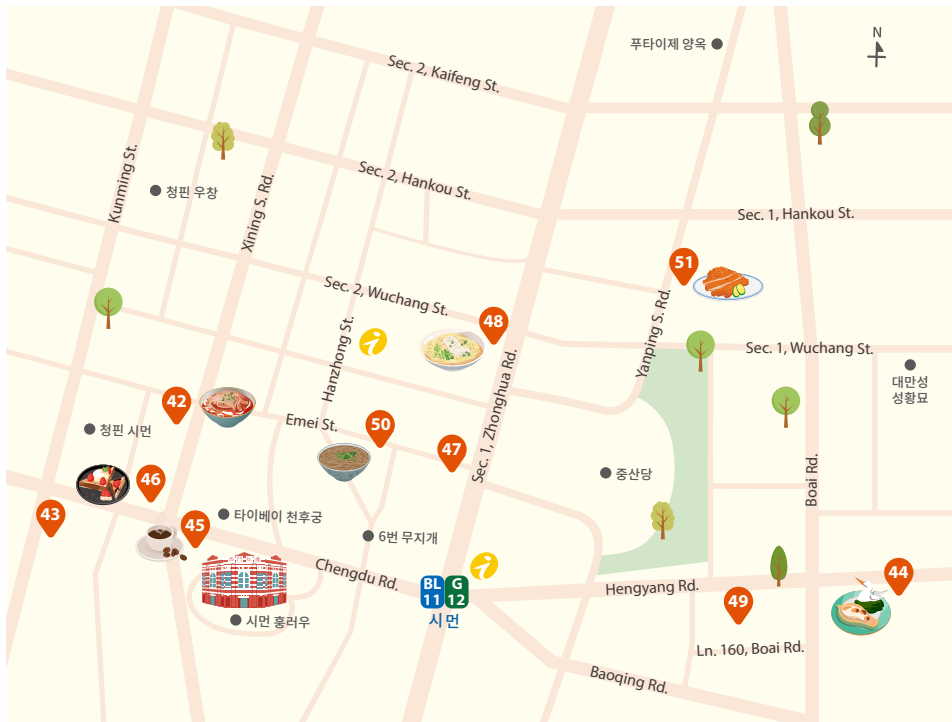 푸타이제 양옥
N
Sec. 2, Kaifeng St.
Kunming St.
청핀 우창
Xining S. Rd.
Sec. 2, Hankou St.
Sec. 1, Hankou St.
51
Sec. 2, Wuchang St.
48
Hanzhong St.
Yanping S. Rd.
Sec. 1, Wuchang St.
대만성
성황묘
42
청핀 시먼
Emei St.
50
47
Sec. 1, Zhonghua Rd.
중산당
Boai Rd.
46
43
45
타이베이 천후궁
6번 무지개
Chengdu Rd.
BL
11
G
12
시먼
시먼 훙러우
Hengyang Rd.
49
44
Ln. 160, Boai Rd.
Baoqing Rd.